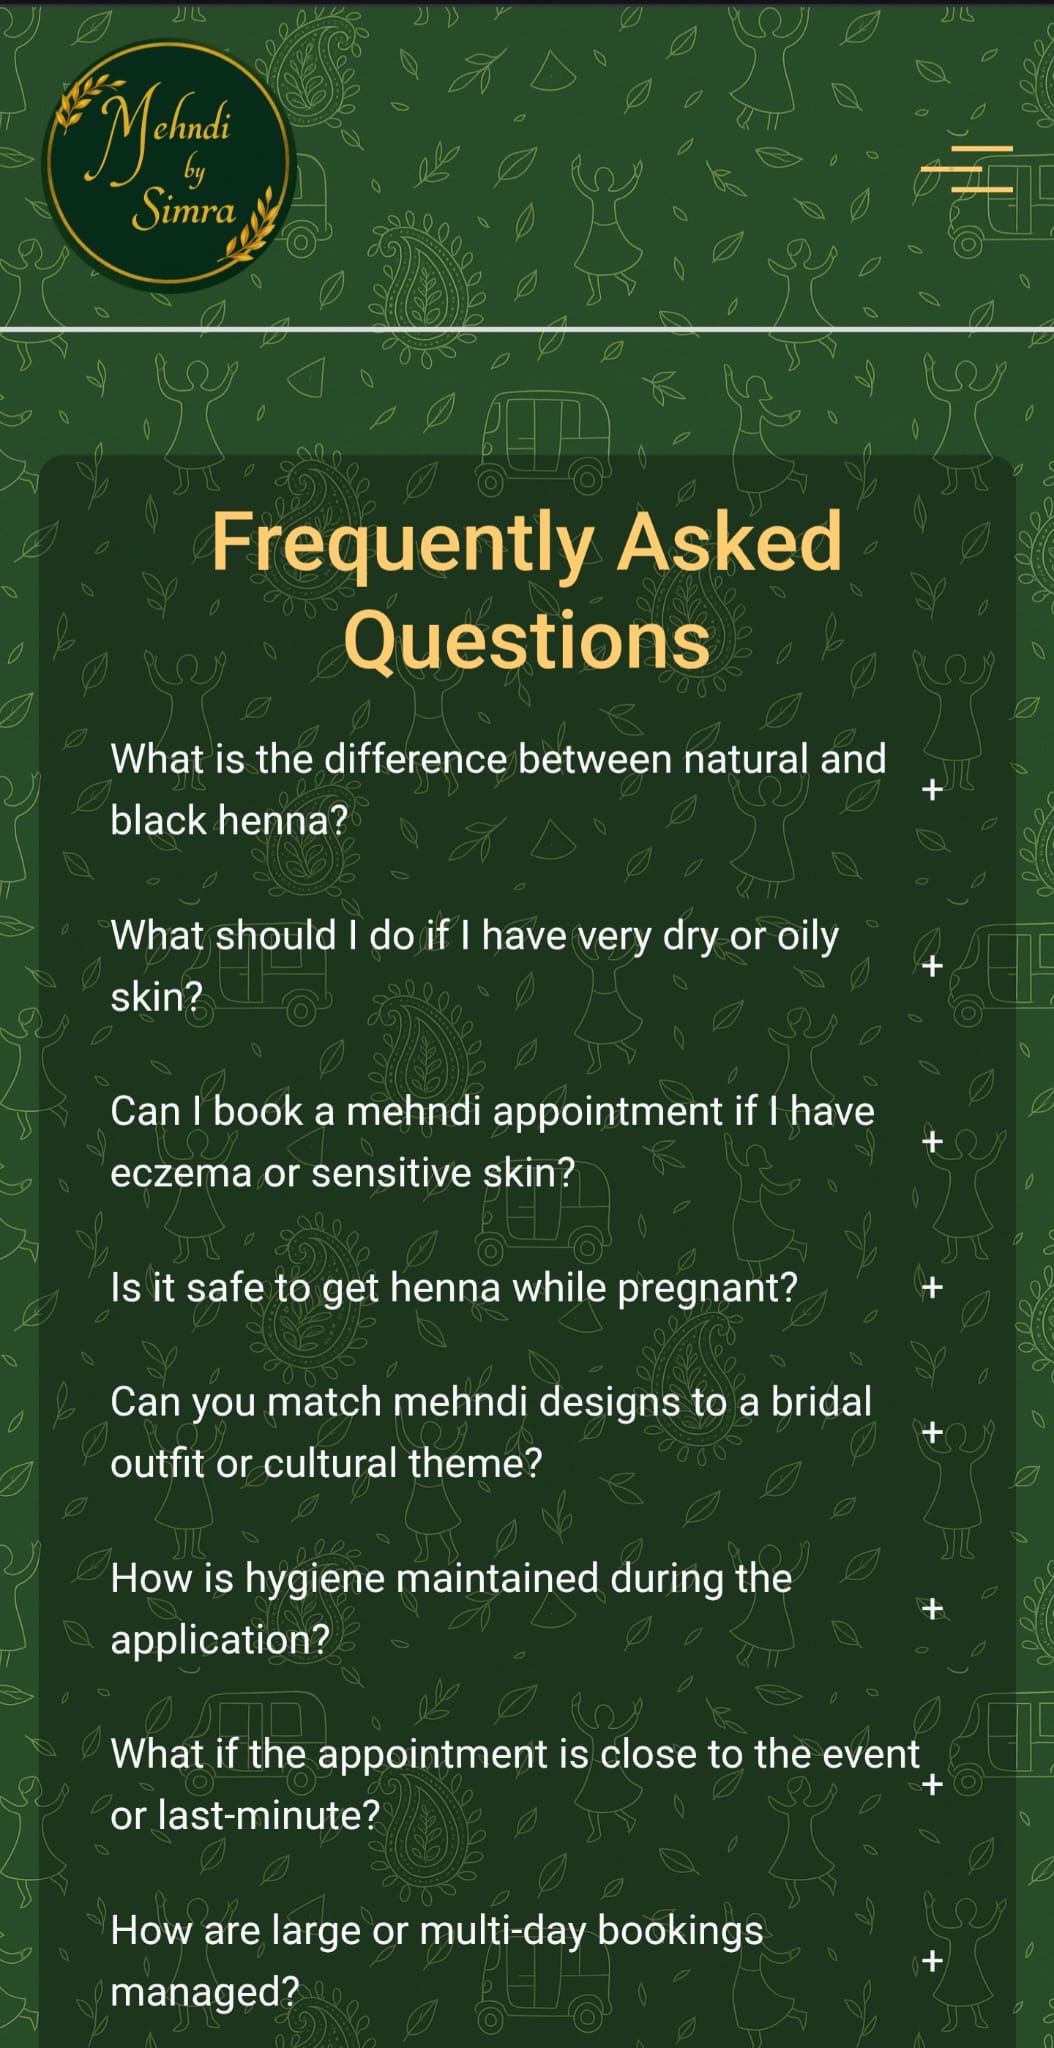 Mehndi
by
Simra
Frequently Asked
Questions
What is the difference between natural and
black henna?
+
What should I do if I have very dry or oily
skin?
+
Can I book a mehndi appointment if I have
eczema or sensitive skin?
+
Is it safe to get henna while pregnant?
+
Can you match mehndi designs to a bridal
outfit or cultural theme?
+
How is hygiene maintained during the
application?
+
What if the appointment is close to the event
or last-minute?
+
How are large or multi-day bookings
managed?
+